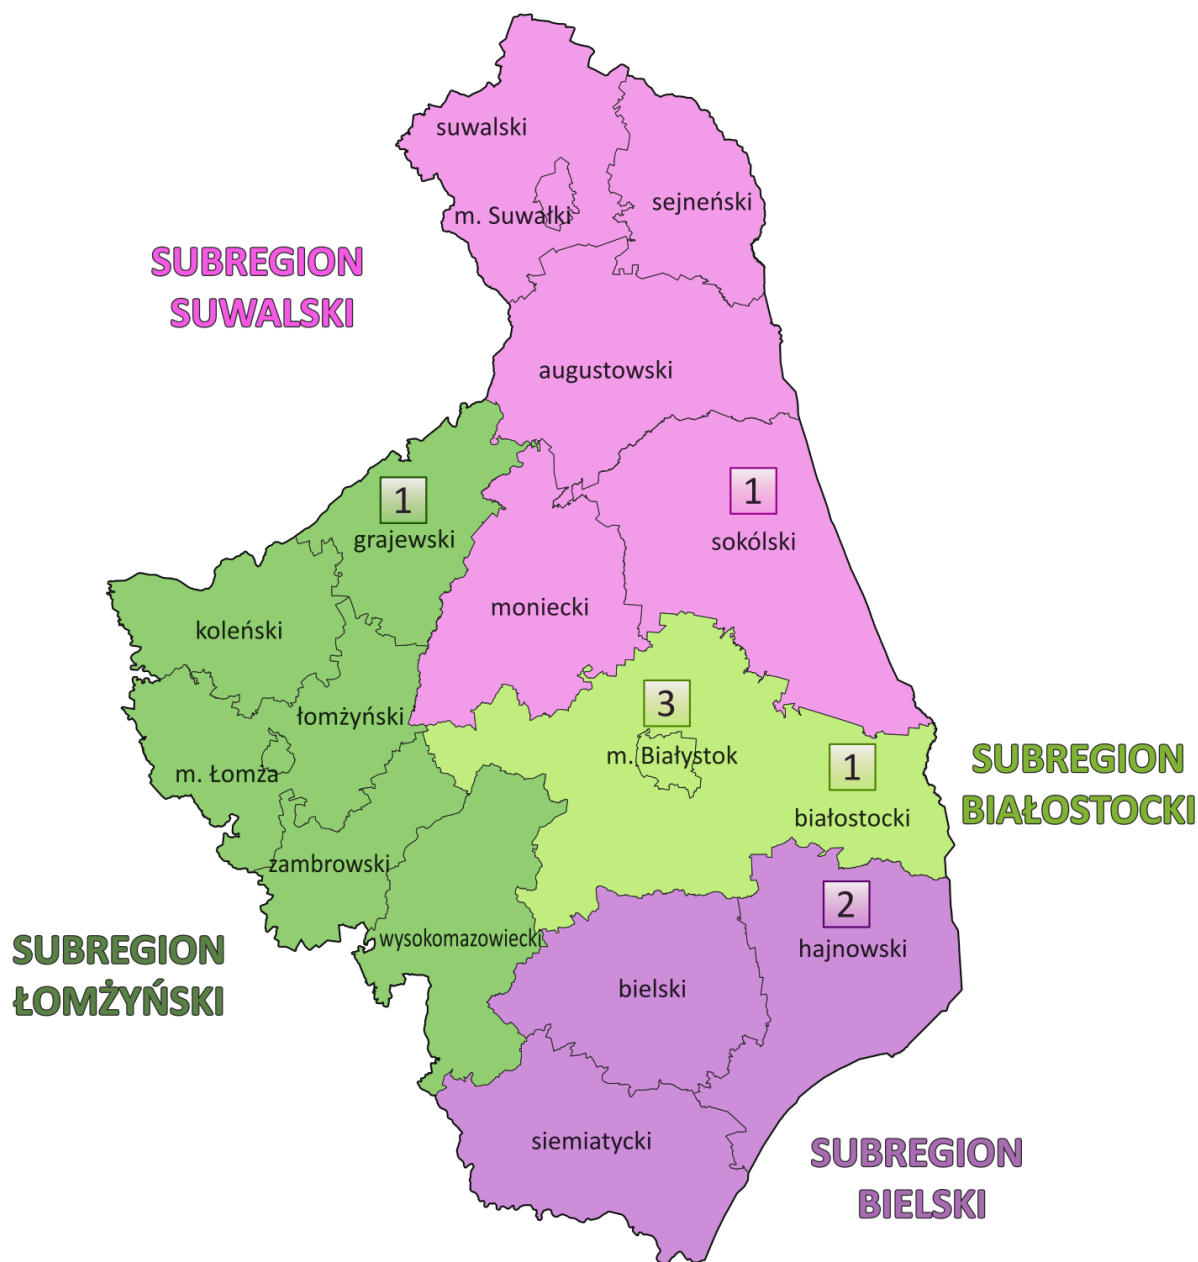 suwalski
sejneński
m. Suwałki
SUBREGION
SUWALSKI
augustowski
1
grajewski
1
sokólski
moniecki
koleński
łomżyński
m. Łomża
3
m. Białystok
1
białostocki
SUBREGION
BIAŁOSTOCKI
zambrowski
wysokomazowiecki
2
hajnowski
SUBREGION
ŁOMŻYŃSKI
bielski
siemiatycki
SUBREGION
BIELSKI